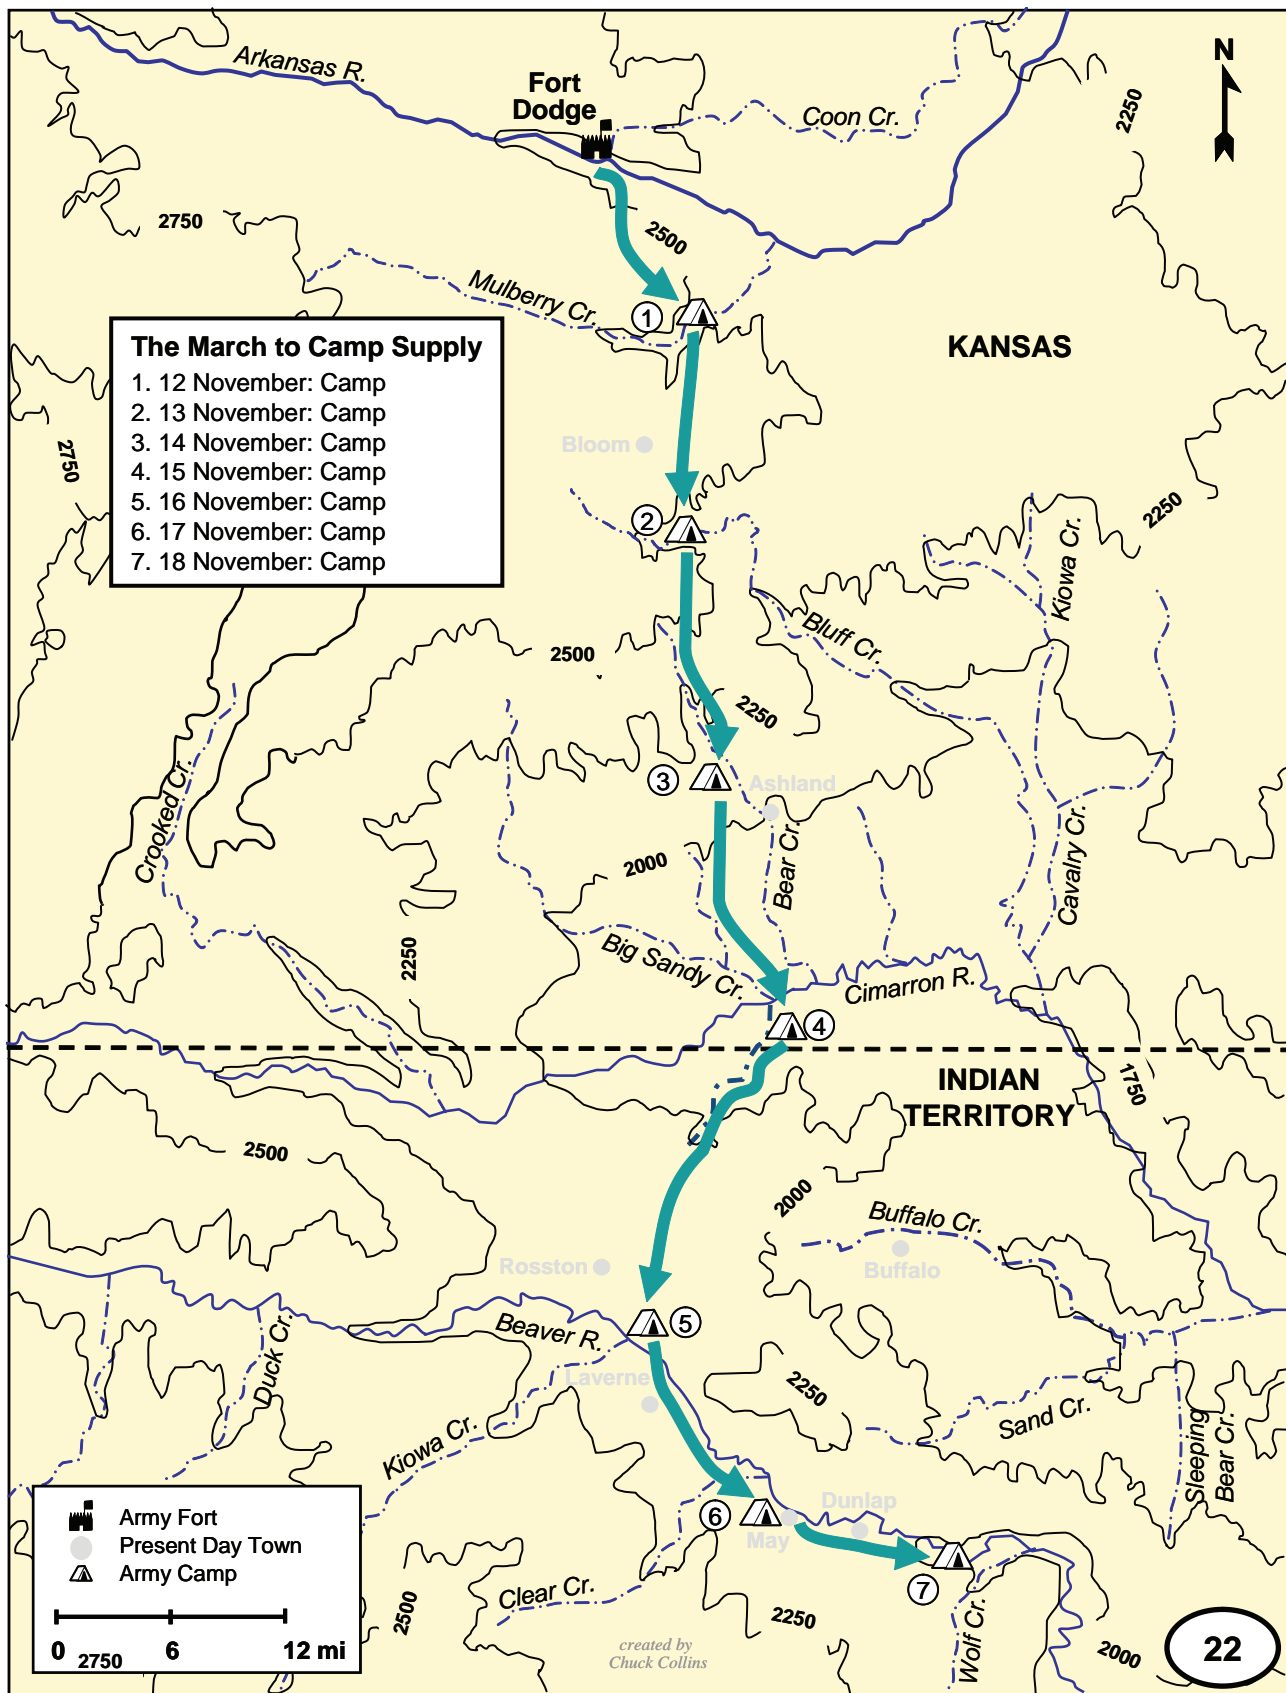 Arkansas R.
Fort
Dodge
Coon Cr.
N
2250
2750
2500
Mulberry Cr.
1
KANSAS
The March to Camp Supply
1. 12 November: Camp
2. 13 November: Camp
3. 14 November: Camp
4. 15 November: Camp
5. 16 November: Camp
6. 17 November: Camp
7. 18 November: Camp
2750
Bloom
2
2250
Kiowa Cr.
Bluff Cr.
2500
2250
3
Ashland
Crooked Cr.
2000
Bear Cr.
Cavalry Cr.
2250
Big Sandy Cr.
Cimarron R.
4
INDIAN
TERRITORY
1750
2500
2000
Buffalo Cr.
Buffalo
Rosston
5
Beaver R.
Duck Cr.
Laverne
2250
Sand Cr.
Sleeping
Bear Cr.
Kiowa Cr.
6
May
Dunlap
7
Army Fort
Present Day Town
Army Camp
0
6
12 mi
2750
2500
Clear Cr.
2250
Wolf Cr.
2000
created by
Chuck Collins
22